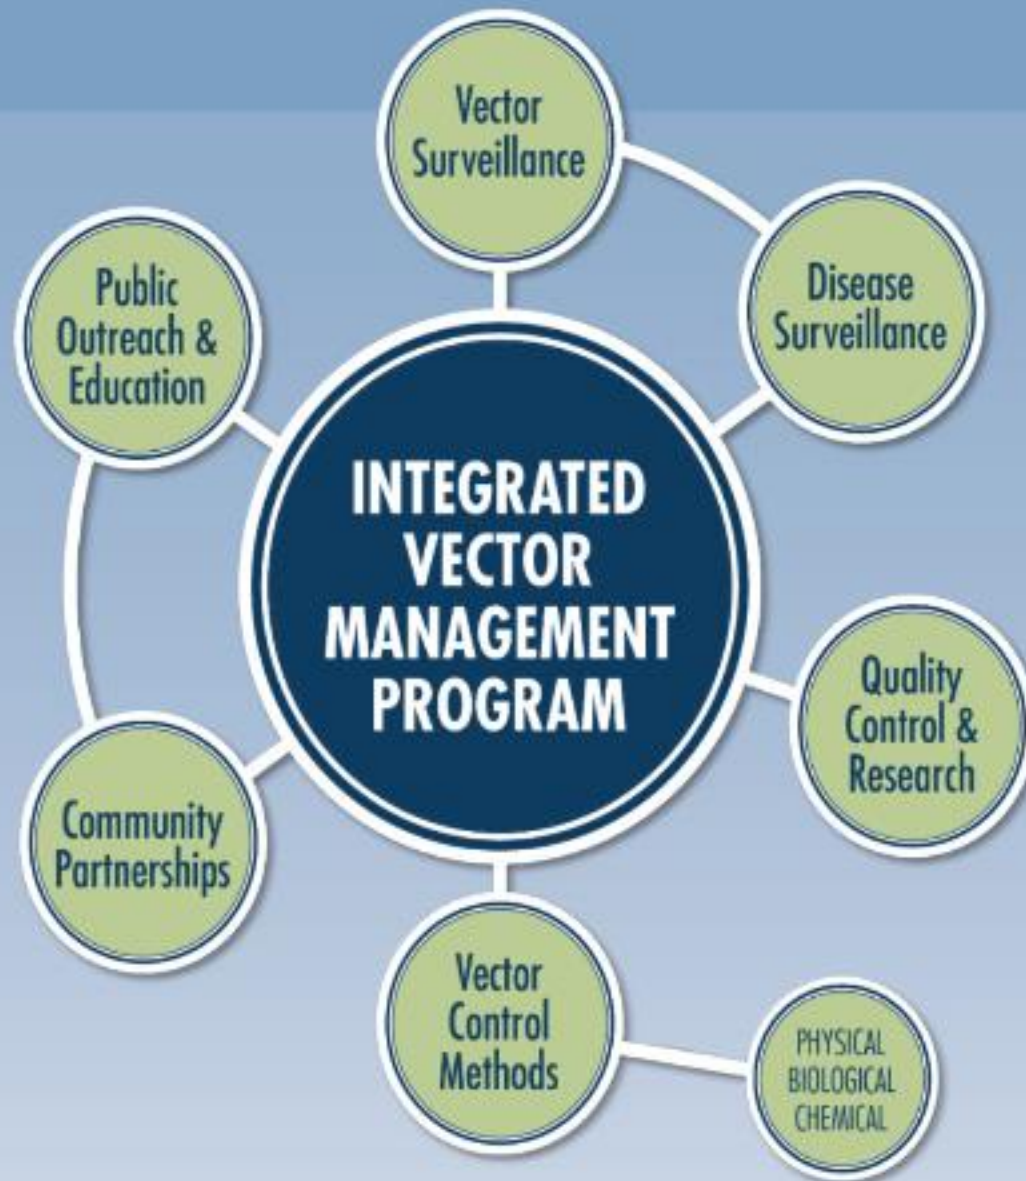 Vector
Surveillance
Disease
Surveillance
Public
Outreach &
Education
INTEGRATED
VECTOR
MANAGEMENT
PROGRAM
Quality
Control &
Research
Community
Partnerships
Vector
Control
Methods
PHYSICAL
BIOLOGICAL
CHEMICAL